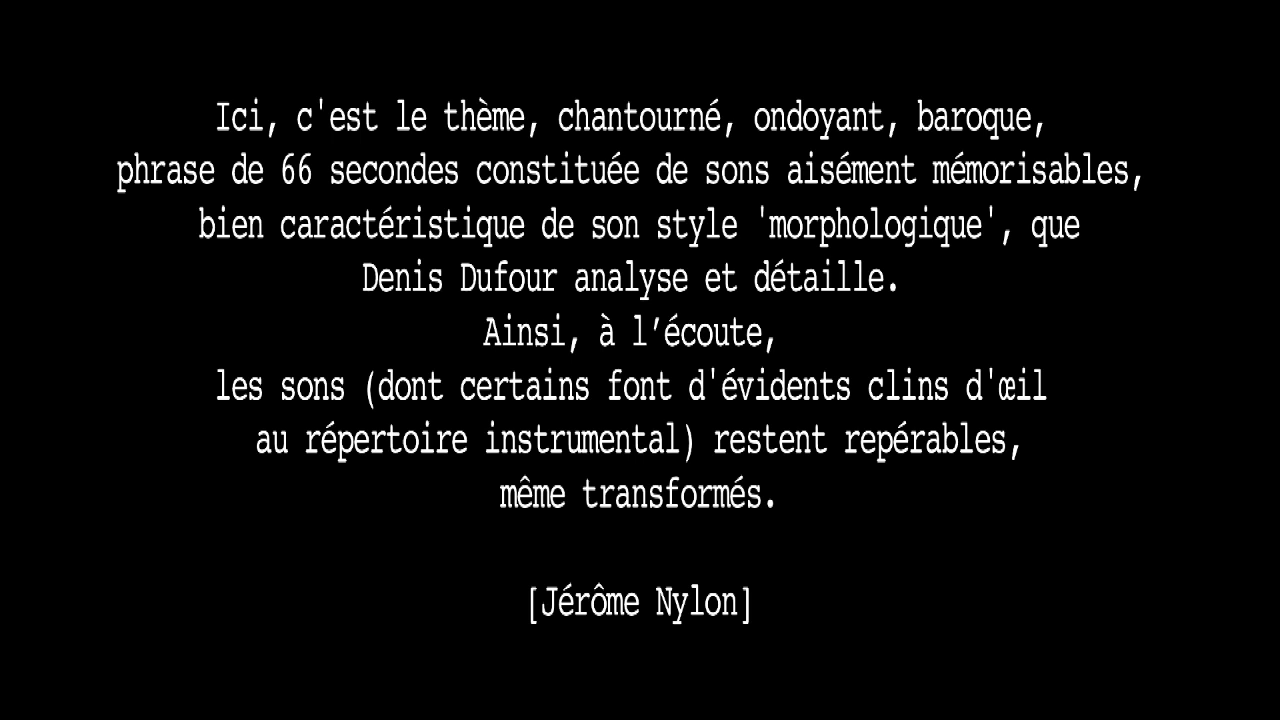 Ici, c'est le thème, chantourné, ondoyant, baroque,
phrase de 66 secondes constituée de sons aisément mémorisables,
bien caractéristique de son style 'morphologique', que
Denis Dufour analyse et détaille.
Ainsi, à l’écoute,
les sons (dont certains font d'évidents clins d'œil
au répertoire instrumental) restent repérables,
même transformés.
[Jérôme Nylon]